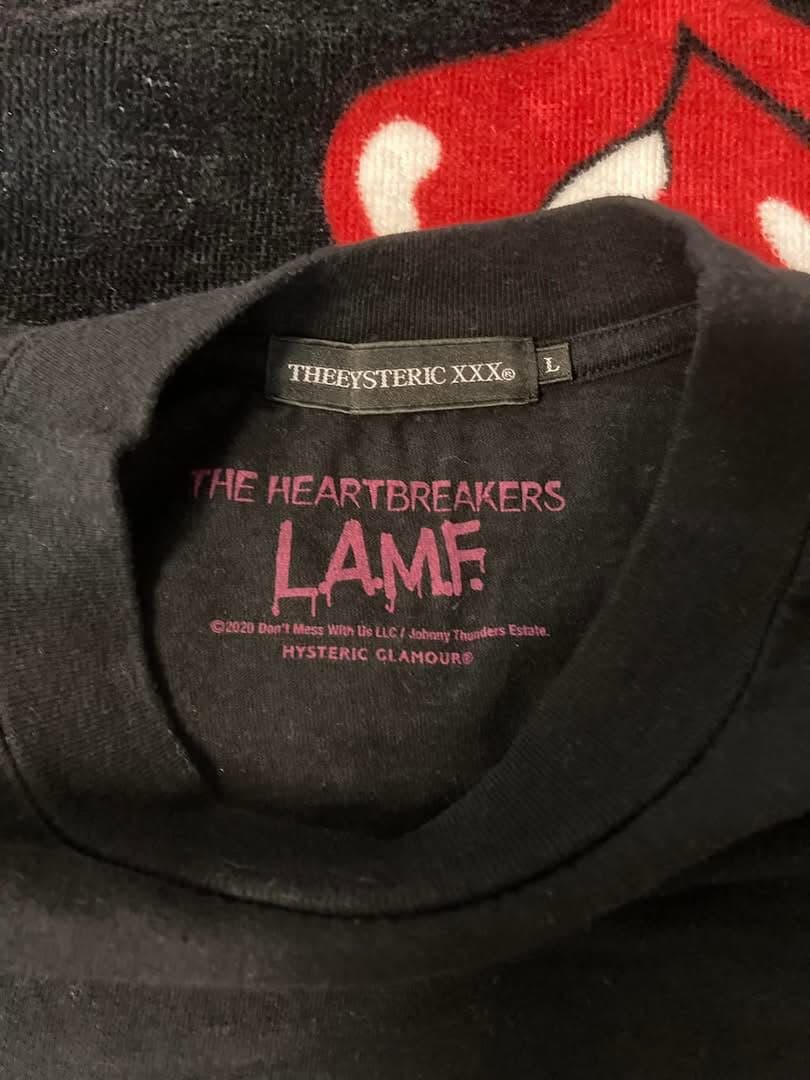 THEEYSTERIC XXX®
L
THE HEARTBREAKERS
L.A.M.F.
©2020 Don't Mess With Us LLC / Johnny Thunders Estate.
HYSTERIC GLAMOUR®